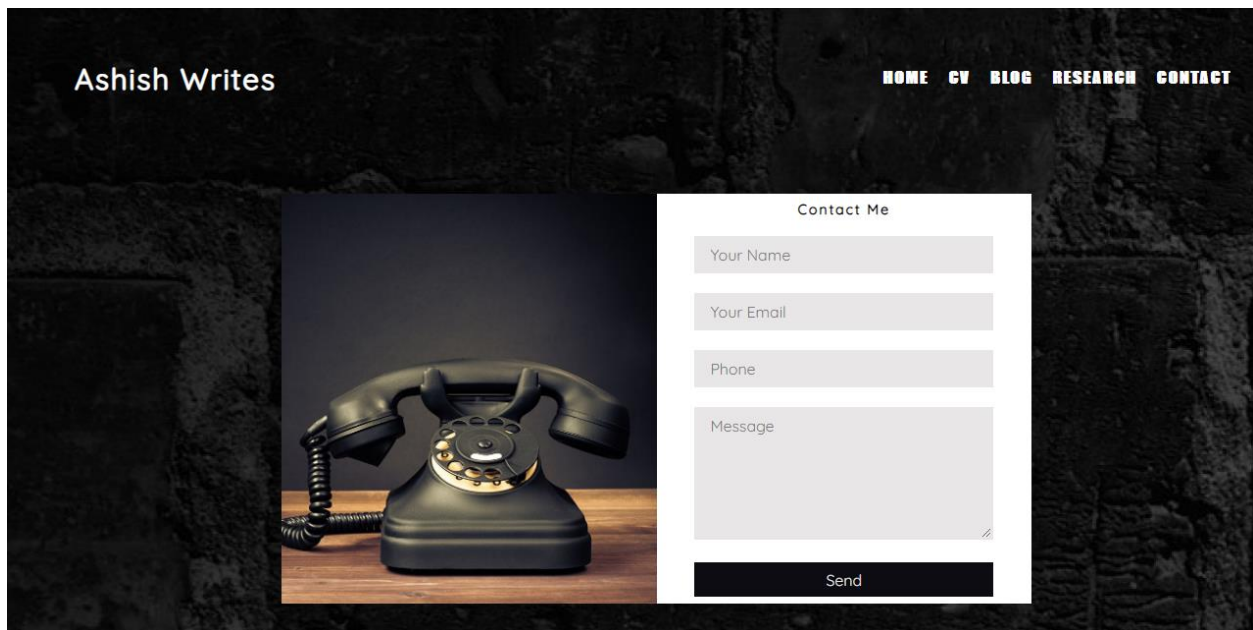 Ashish Writes
HOME CV BLOG RESEARCH CONTACT
Contact Me
Your Name
Your Email
Phone
Message
Send